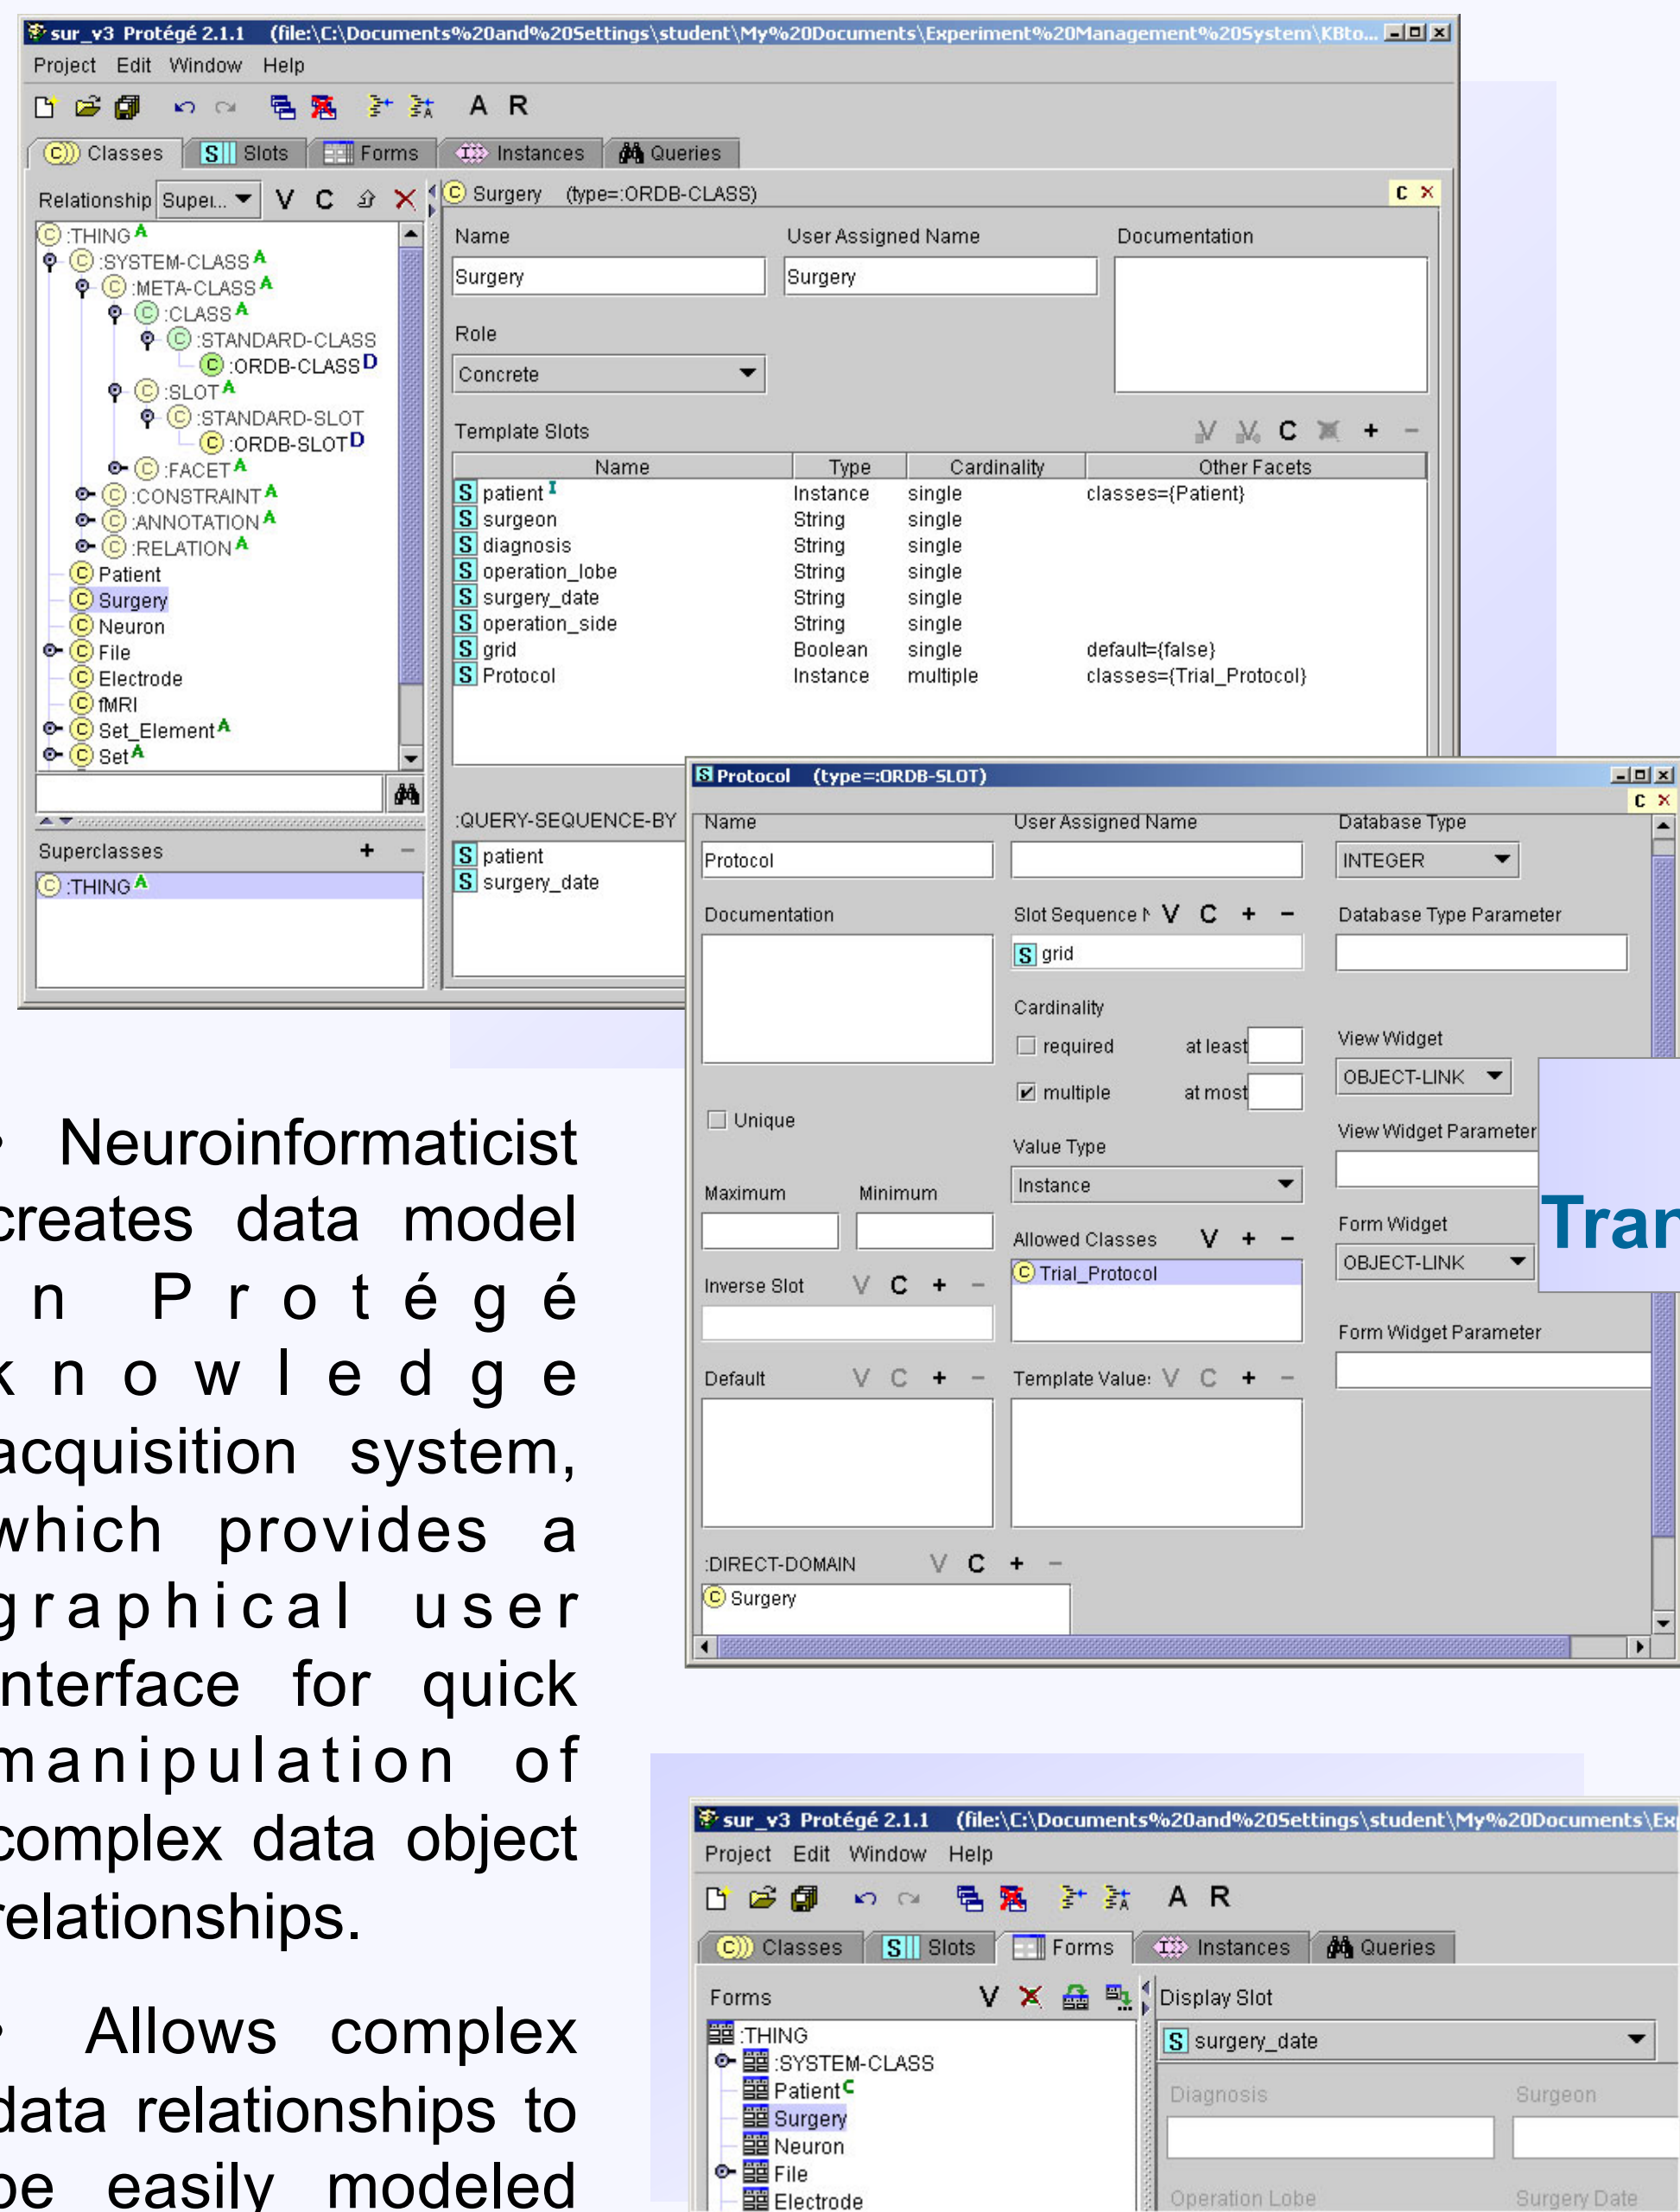 sur_v3 Protégé 2.1.1 (file:\C:\Documents%20and%20Settings\student\My%20Documents\Experiment%20Management%20System\KBto...
Project Edit Window Help
A R
Classes Slots Forms Instances Queries
Relationship Super... V C
:THING A
:SYSTEM-CLASS A
:META-CLASS A
:CLASS A
:STANDARD-CLASS
:ORDB-CLASS D
:SLOT A
:STANDARD-SLOT
:ORDB-SLOT D
:FACET A
:CONSTRAINT A
:ANNOTATION A
:RELATION A
Patient
Surgery
Neuron
File
Electrode
fMRI
Set_Element A
Set A
Superclasses + -
:THING A
Surgery (type=:ORDB-CLASS) C ×
Name User Assigned Name Documentation
Surgery Surgery
Role
Concrete
Template Slots V V C + -
Name Type Cardinality Other Facets
S patient I Instance single classes={Patient}
S surgeon String single
S diagnosis String single
S operation_lobe String single
S surgery_date String single
S operation_side String single
S grid Boolean single default={false}
S Protocol Instance multiple classes={Trial_Protocol}
:QUERY-SEQUENCE-BY
S patient
S surgery_date
S Protocol (type=:ORDB-SLOT)
C ×
Name User Assigned Name Database Type
Protocol INTEGER
Documentation Slot Sequence V C + - Database Type Parameter
S grid
Cardinality
required at least View Widget
OBJECT-LINK
multiple at most
Unique
Value Type View Widget Parameter
Maximum Minimum Instance
Allowed Classes V + - Form Widget
Trial_Protocol OBJECT-LINK
Inverse Slot V C + -
Form Widget Parameter
Default V C + - Template Value: V C + -
:DIRECT-DOMAIN V C + -
Surgery
Tran
• Neuroinformaticist
creates data model
in Protégé
knowledge
acquisition system,
which provides a
graphical user
interface for quick
manipulation of
complex data object
relationships.
• Allows complex
data relationships to
be easily modeled
sur_v3 Protégé 2.1.1 (file:\C:\Documents%20and%20Settings\student\My%20Documents\Ex
Project Edit Window Help
A R
Classes Slots Forms Instances Queries
Forms V
:THING
:SYSTEM-CLASS
Patient C
Surgery
Neuron
File
Electrode
Display Slot
S surgery_date
Diagnosis Surgeon
Operation Lobe Surgery Date